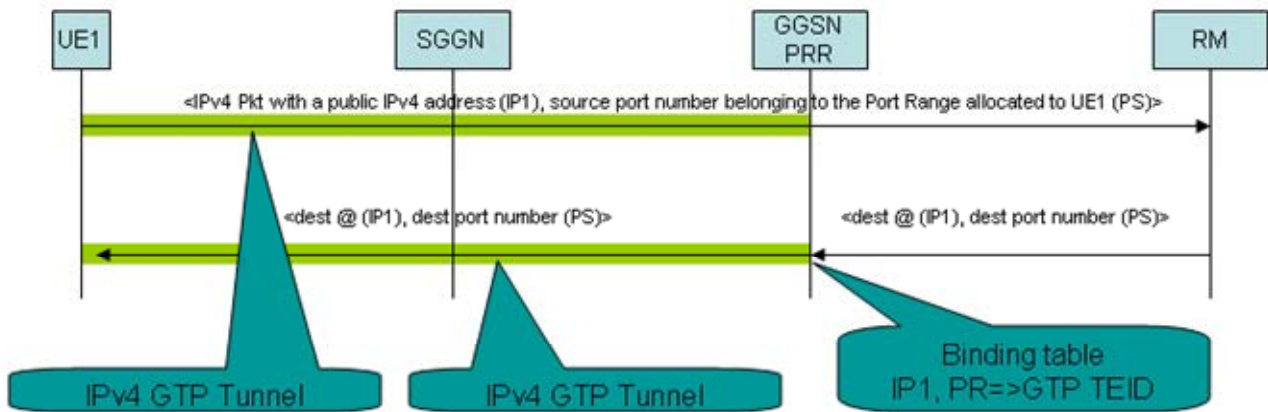 UE1
SGGN
GGSN
PRR
RM
<IPv4 Pkt with a public IPv4 address (IP1), source port number belonging to the Port Range allocated to UE1 (PS)>
<dest @ (IP1), dest port number (PS)>
<dest @ (IP1), dest port number (PS)>
IPv4 GTP Tunnel
IPv4 GTP Tunnel
Binding table
IP1, PR=>GTP TEID